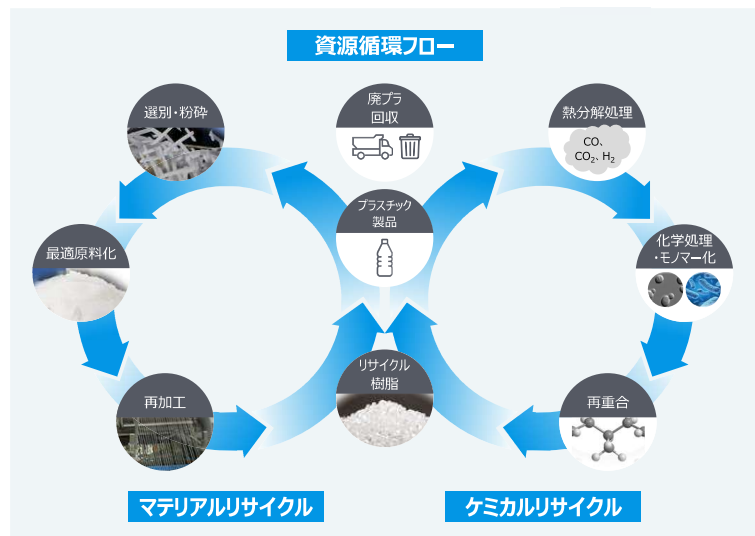 資源循環フロー
選別・粉砕
廃プラ
回収
熱分解処理
CO、
CO₂、H₂
プラスチック
製品
最適原料化
化学処理
・モノマー化
リサイクル
樹脂
再加工
再重合
マテリアルリサイクル
ケミカルリサイクル